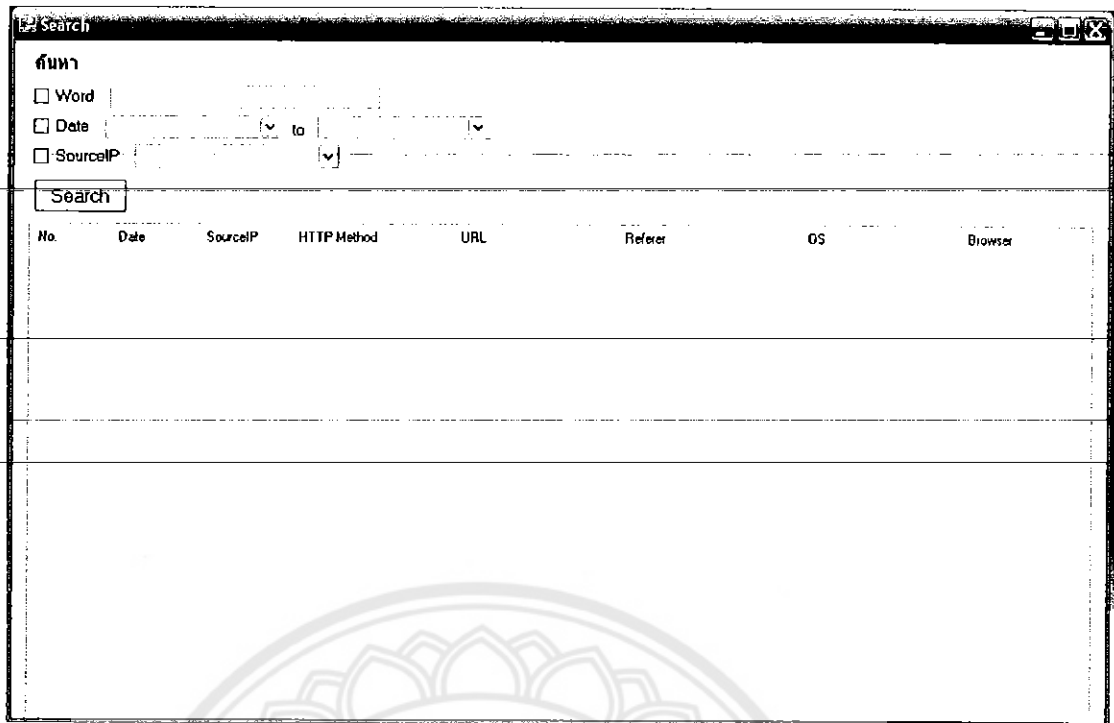 Search
ค้นหา
Word
Date to
SourceIP
Search
No. Date SourceIP HTTP Method URL Referer OS Browser